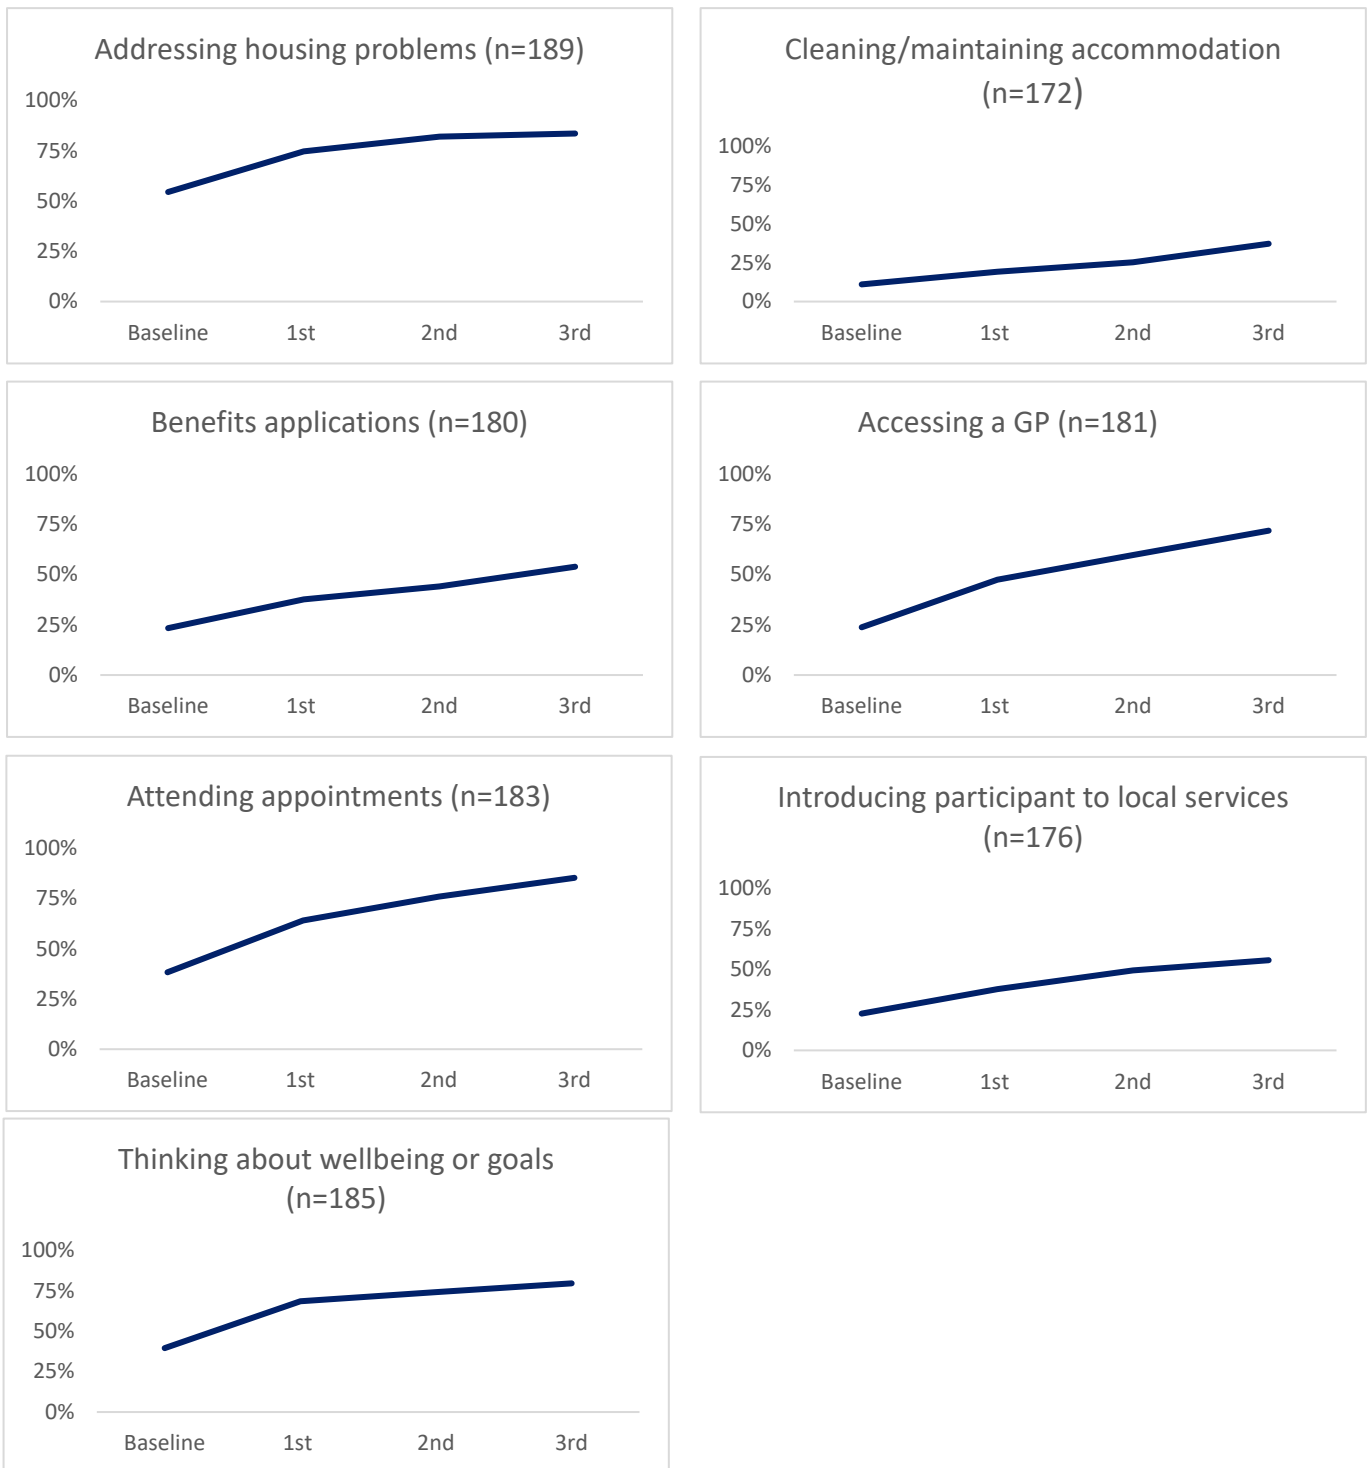 Addressing housing problems (n=189)
100%
75%
50%
25%
0%
Baseline 1st 2nd 3rd
Cleaning/maintaining accommodation
(n=172)
100%
75%
50%
25%
0%
Baseline 1st 2nd 3rd
Benefits applications (n=180)
100%
75%
50%
25%
0%
Baseline 1st 2nd 3rd
Accessing a GP (n=181)
100%
75%
50%
25%
0%
Baseline 1st 2nd 3rd
Attending appointments (n=183)
100%
75%
50%
25%
0%
Baseline 1st 2nd 3rd
Introducing participant to local services
(n=176)
100%
75%
50%
25%
0%
Baseline 1st 2nd 3rd
Thinking about wellbeing or goals
(n=185)
100%
75%
50%
25%
0%
Baseline 1st 2nd 3rd